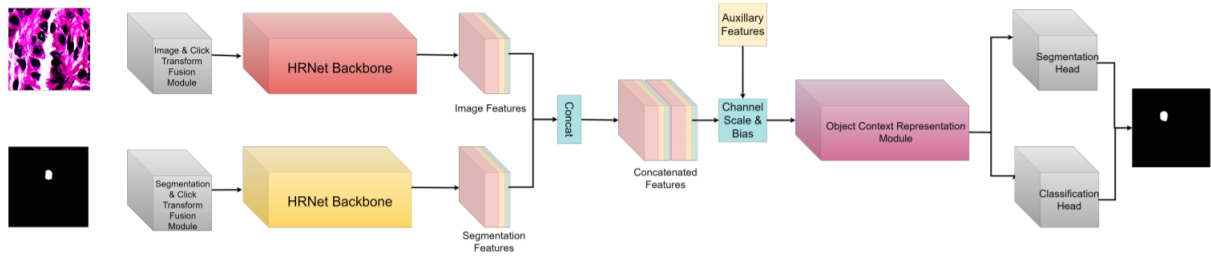 Image & Click
Transform
Fusion
Module
HRNet Backbone
Image Features
Segmentation
& Click
Transform
Fusion
Module
HRNet Backbone
Segmentation
Features
Concat
Concatenated
Features
Auxillary
Features
Channel
Scale &
Bias
Object Context Representation
Module
Segmentation
Head
Classification
Head